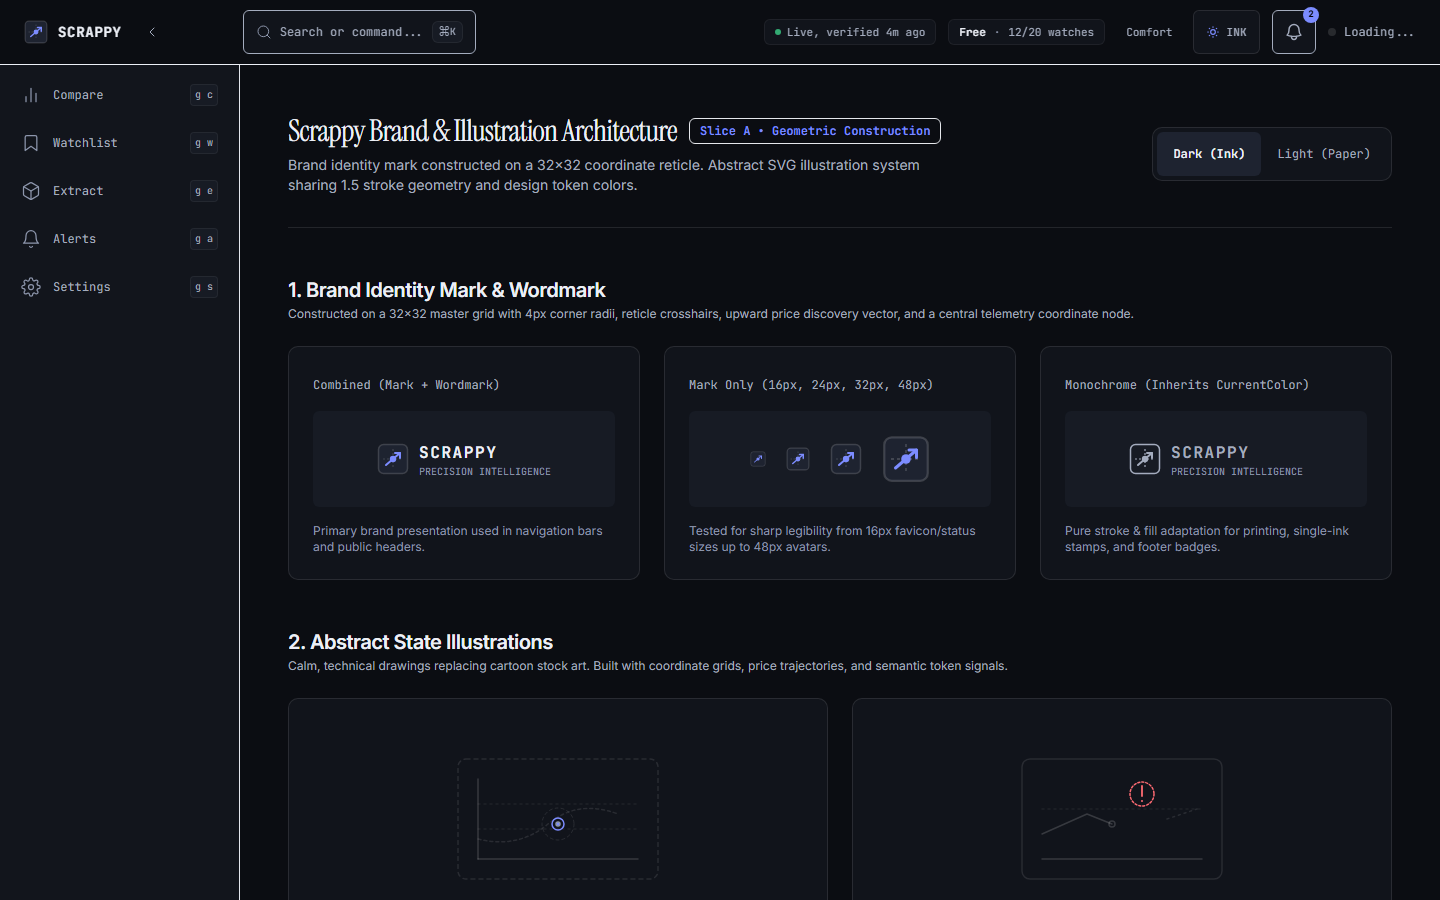 SCRAPPY
Search or command... ⌘K
Live, verified 4m ago
Free · 12/20 watches
Comfort
INK
2
Loading...
Compare g c
Watchlist g w
Extract g e
Alerts g a
Settings g s
Scrappy Brand & Illustration Architecture
Slice A • Geometric Construction
Brand identity mark constructed on a 32×32 coordinate reticle. Abstract SVG illustration system
sharing 1.5 stroke geometry and design token colors.
Dark (Ink) Light (Paper)
1. Brand Identity Mark & Wordmark
Constructed on a 32×32 master grid with 4px corner radii, reticle crosshairs, upward price discovery vector, and a central telemetry coordinate node.
Combined (Mark + Wordmark)
SCRAPPY
PRECISION INTELLIGENCE
Primary brand presentation used in navigation bars
and public headers.
Mark Only (16px, 24px, 32px, 48px)
Tested for sharp legibility from 16px favicon/status
sizes up to 48px avatars.
Monochrome (Inherits CurrentColor)
SCRAPPY
PRECISION INTELLIGENCE
Pure stroke & fill adaptation for printing, single-ink
stamps, and footer badges.
2. Abstract State Illustrations
Calm, technical drawings replacing cartoon stock art. Built with coordinate grids, price trajectories, and semantic token signals.